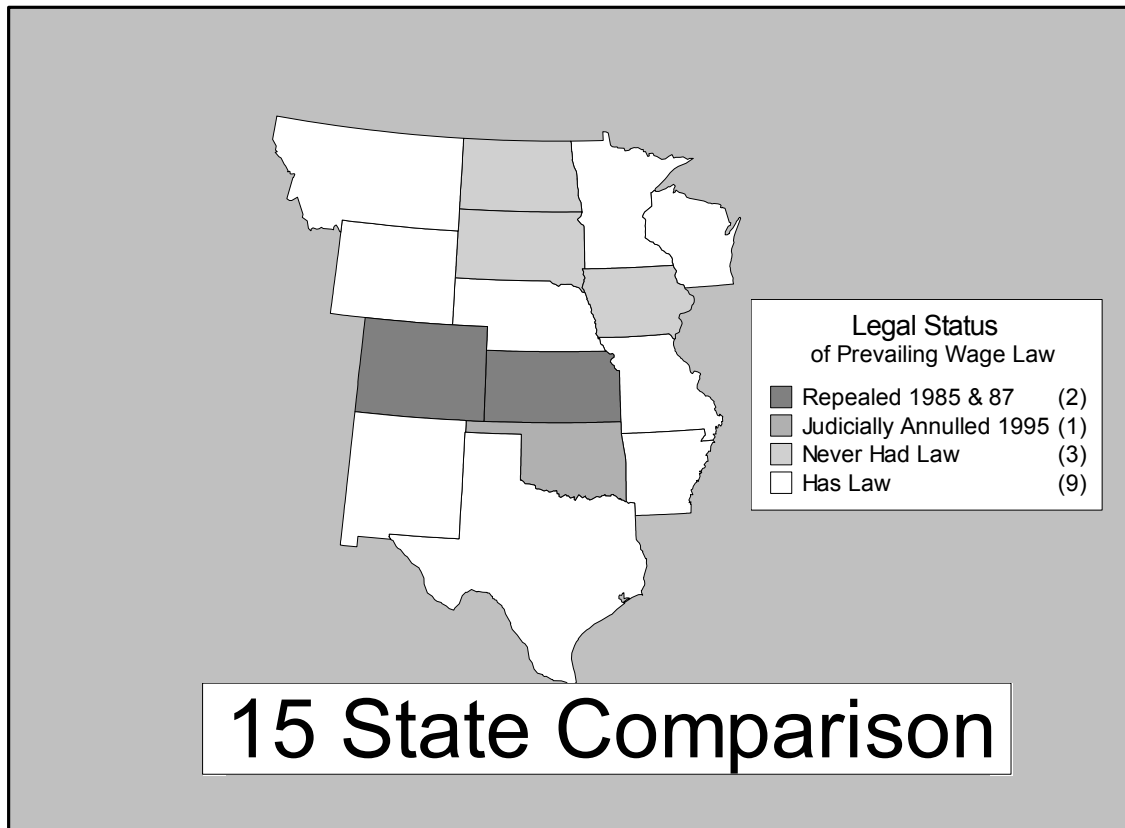 Legal Status
of Prevailing Wage Law
Repealed 1985 & 87 (2)
Judicially Annulled 1995 (1)
Never Had Law (3)
Has Law (9)
15 State Comparison